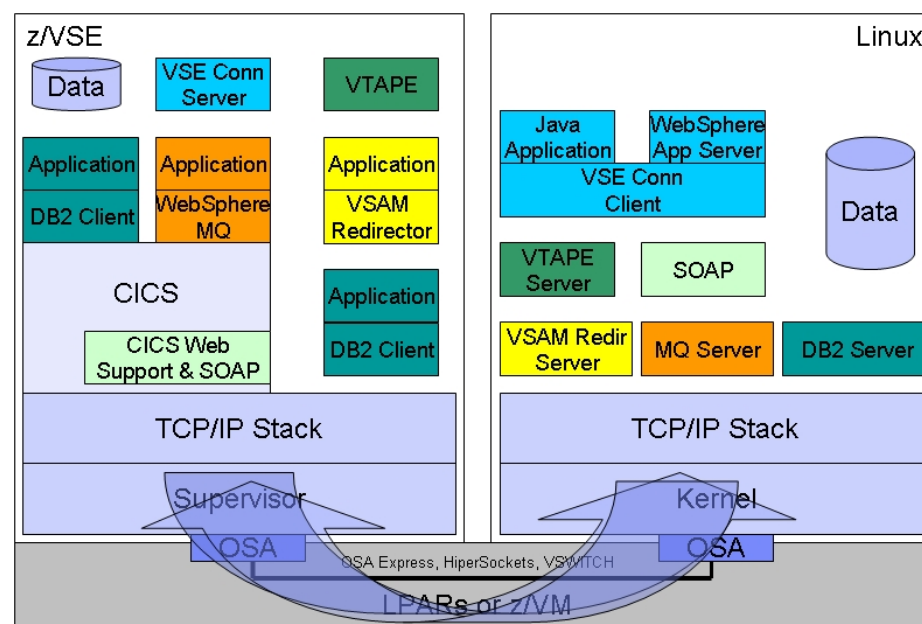 z/VSE
Data
VSE Conn
Server
VTAPE
Application
DB2 Client
Application
WebSphere
MQ
Application
VSAM
Redirector
CICS
Application
DB2 Client
CICS Web
Support & SOAP
TCP/IP Stack
Supervisor
OSA
Linux
Java
Application
WebSphere
App Server
VSE Conn
Client
Data
VTAPE
Server
SOAP
VSAM Redir
Server
MQ Server
DB2 Server
TCP/IP Stack
Kernel
OSA
OSA Express, HiperSockets, VSWITCH
LPARs or z/VM